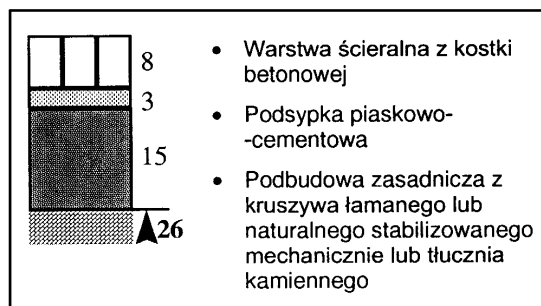 8
3
15
26
• Warstwa ścieralna z kostki
betonowej
• Podsypka piaskowo-
-cementowa
• Podbudowa zasadnicza z
kruszywa łamanego lub
naturalnego stabilizowanego
mechanicznie lub tłucznia
kamiennego